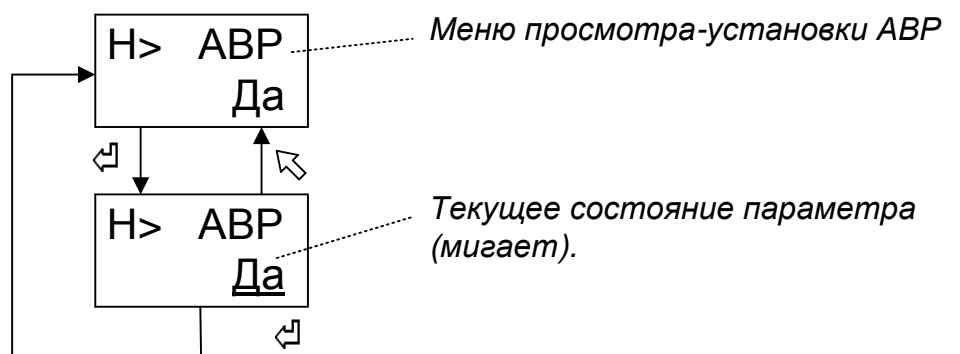 Н> АВР
Да
Меню просмотра-установки АВР
Н> АВР
Да
Текущее состояние параметра
(мигает).